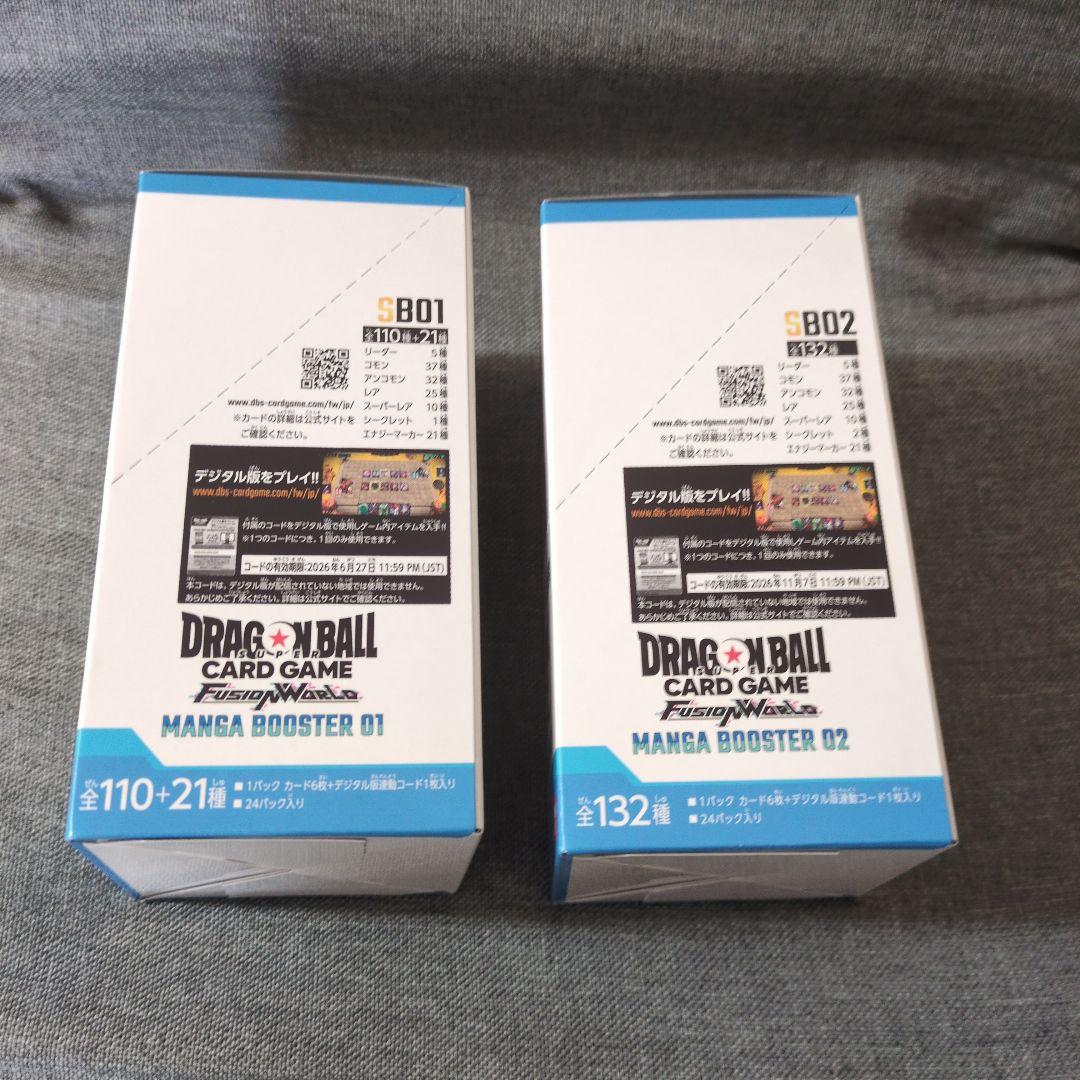 SB01
全110種+21種
リーダー 5種
コモン 37種
アンコモン 32種
レア 25種
スーパーレア 10種
シークレット 1種
エナジーマーカー 21種
www.dbs-cardgame.com/fw/jp/
※カードの詳細は公式サイトを
ご確認ください。
デジタル版をプレイ!!
www.dbs-cardgame.com/fw/jp/
付属のコードをデジタル版で使用しゲーム内アイテムを入手!!
※1つのコードにつき、1回のみ使用できます。
コードの有効期限:2026年6月27日 11:59 PM (JST)
本コードは、デジタル版が配信されていない地域では使用できません。
あらかじめご了承ください。詳細は公式サイトでご確認ください。
DRAGON BALL
SUPER
CARD GAME
FUSION WORLD
MANGA BOOSTER 01
全110+21種
■ 1パック カード6枚+デジタル版連動コード1枚入り
■ 24パック入り
SB02
全132種
リーダー 5種
コモン 37種
アンコモン 32種
レア 25種
スーパーレア 10種
シークレット 2種
エナジーマーカー 21種
www.dbs-cardgame.com/fw/jp/
※カードの詳細は公式サイトを
ご確認ください。
デジタル版をプレイ!!
www.dbs-cardgame.com/fw/jp/
付属のコードをデジタル版で使用しゲーム内アイテムを入手!!
※1つのコードにつき、1回のみ使用できます。
コードの有効期限:2026年11月7日 11:59 PM (JST)
本コードは、デジタル版が配信されていない地域では使用できません。
あらかじめご了承ください。詳細は公式サイトでご確認ください。
DRAGON BALL
SUPER
CARD GAME
FUSION WORLD
MANGA BOOSTER 02
全132種
■ 1パック カード6枚+デジタル版連動コード1枚入り
■ 24パック入り